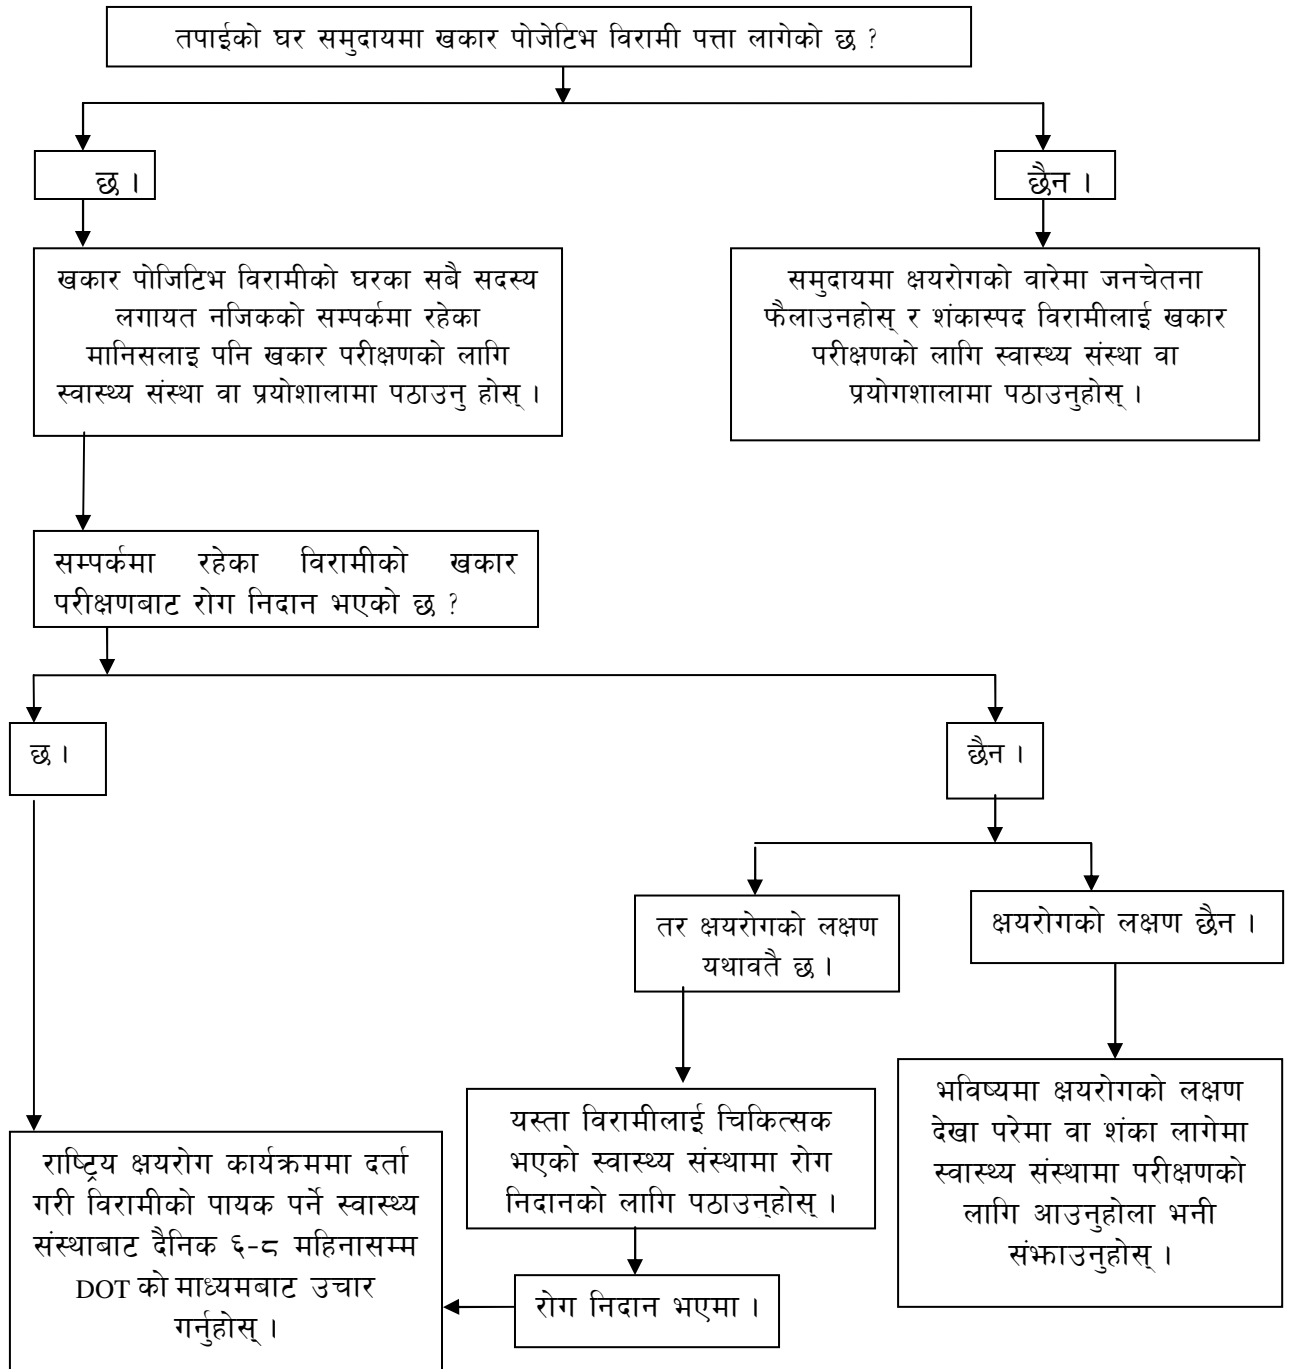 तपाईको घर समुदायमा खकार पोजेटिभ विरामी पत्ता लागेको छ ?
छ ।
छैन ।
खकार पोजिटिभ विरामीको घरका सबै सदस्य
लगायत नजिकको सम्पर्कमा रहेका
मानिसलाइ पनि खकार परीक्षणको लागि
स्वास्थ्य संस्था वा प्रयोशालामा पठाउनु होस् ।
समुदायमा क्षयरोगको वारेमा जनचेतना
फैलाउनहोस् र शंकास्पद विरामीलाई खकार
परीक्षणको लागि स्वास्थ्य संस्था वा
प्रयोगशालामा पठाउनुहोस् ।
सम्पर्कमा रहेका विरामीको खकार
परीक्षणबाट रोग निदान भएको छ ?
छ ।
छैन ।
तर क्षयरोगको लक्षण
यथावतै छ ।
क्षयरोगको लक्षण छैन ।
यस्ता विरामीलाई चिकित्सक
भएको स्वास्थ्य संस्थामा रोग
निदानको लागि पठाउन्होस् ।
भविष्यमा क्षयरोगको लक्षण
देखा परेमा वा शंका लागेमा
स्वास्थ्य संस्थामा परीक्षणको
लागि आउनुहोला भनी
संझाउनुहोस् ।
राष्ट्रिय क्षयरोग कार्यक्रममा दर्ता
गरी विरामीको पायक पर्ने स्वास्थ्य
संस्थाबाट दैनिक ६-८ महिनासम्म
DOT को माध्यमबाट उचार
गर्नुहोस् ।
रोग निदान भएमा ।